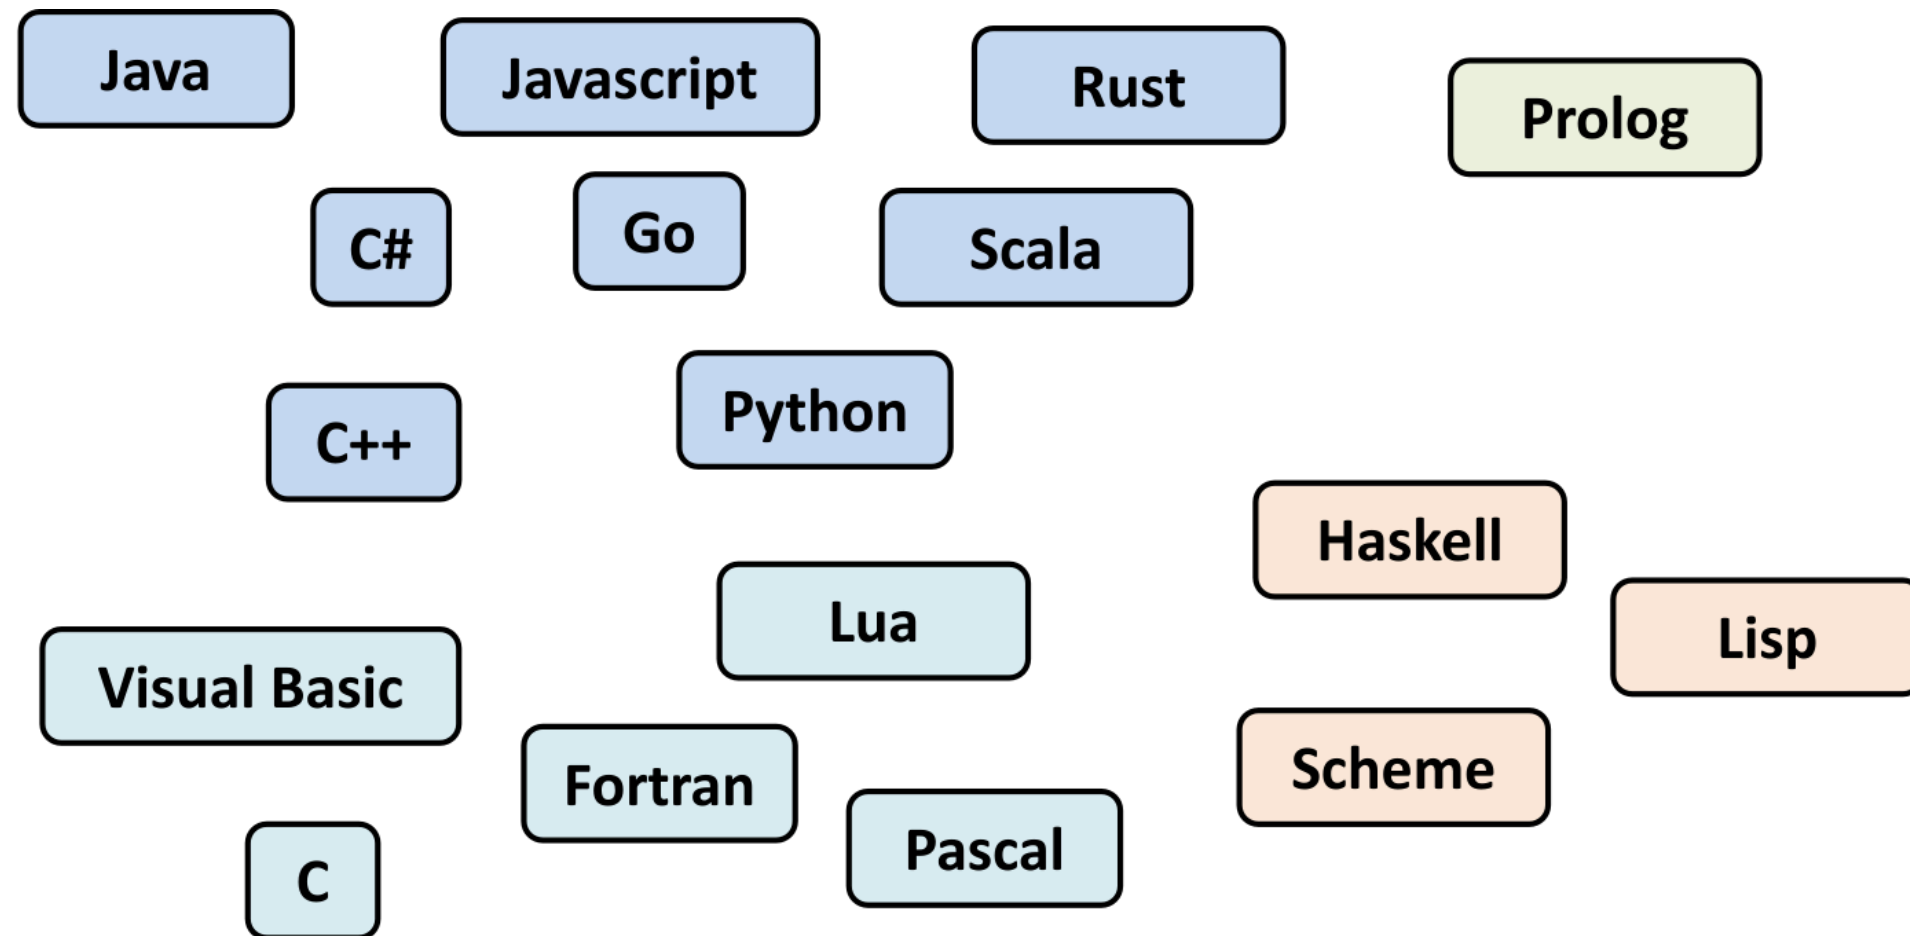 Java
Javascript
Rust
Prolog
C#
Go
Scala
Python
C++
Haskell
Lua
Lisp
Visual Basic
Scheme
Fortran
Pascal
C